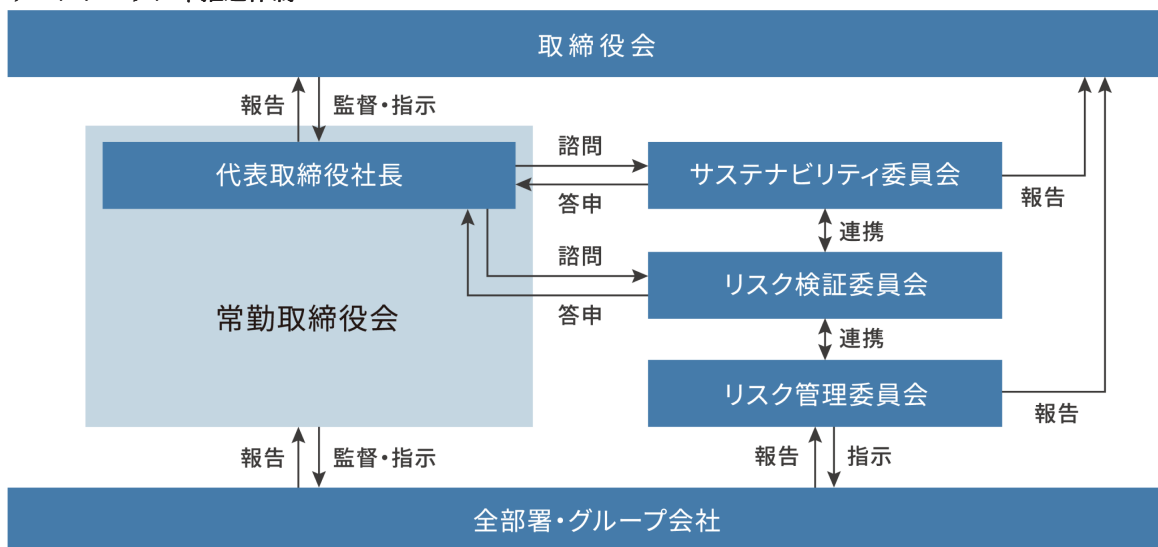 取締役会
報告
監督・指示
代表取締役社長
諮問
答申
サステナビリティ委員会
報告
連携
諮問
答申
リスク検証委員会
常勤取締役会
連携
リスク管理委員会
報告
報告
監督・指示
報告
指示
全部署・グループ会社